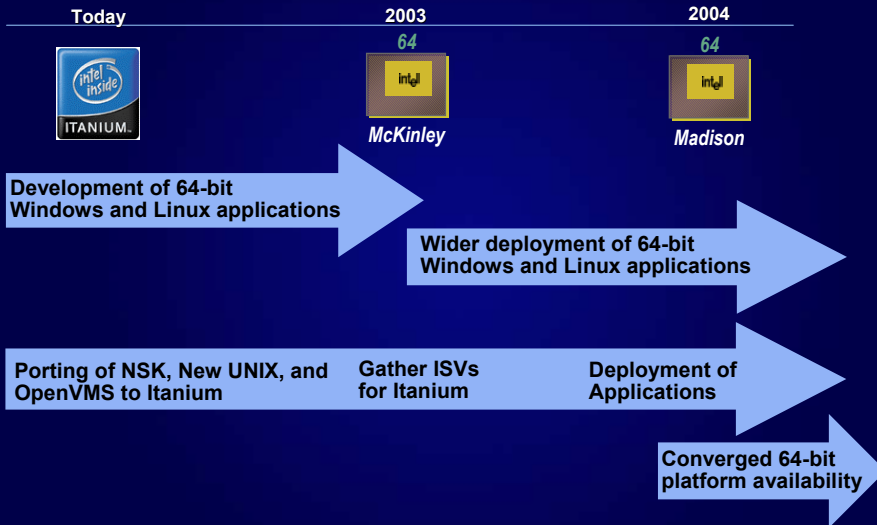 Today
2003
2004
intel
inside
ITANIUM™
64
intel
McKinley
64
intel
Madison
Development of 64-bit
Windows and Linux applications
Wider deployment of 64-bit
Windows and Linux applications
Porting of NSK, New UNIX, and
OpenVMS to Itanium
Gather ISVs
for Itanium
Deployment of
Applications
Converged 64-bit
platform availability